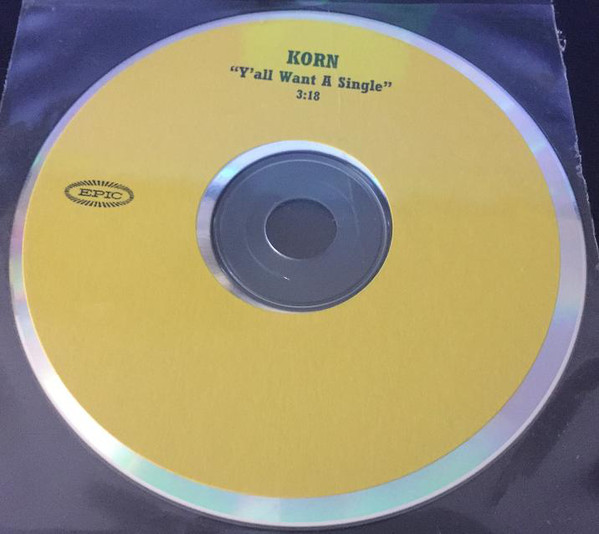 KORN
“Y’all Want A Single”
3:18
EPIC